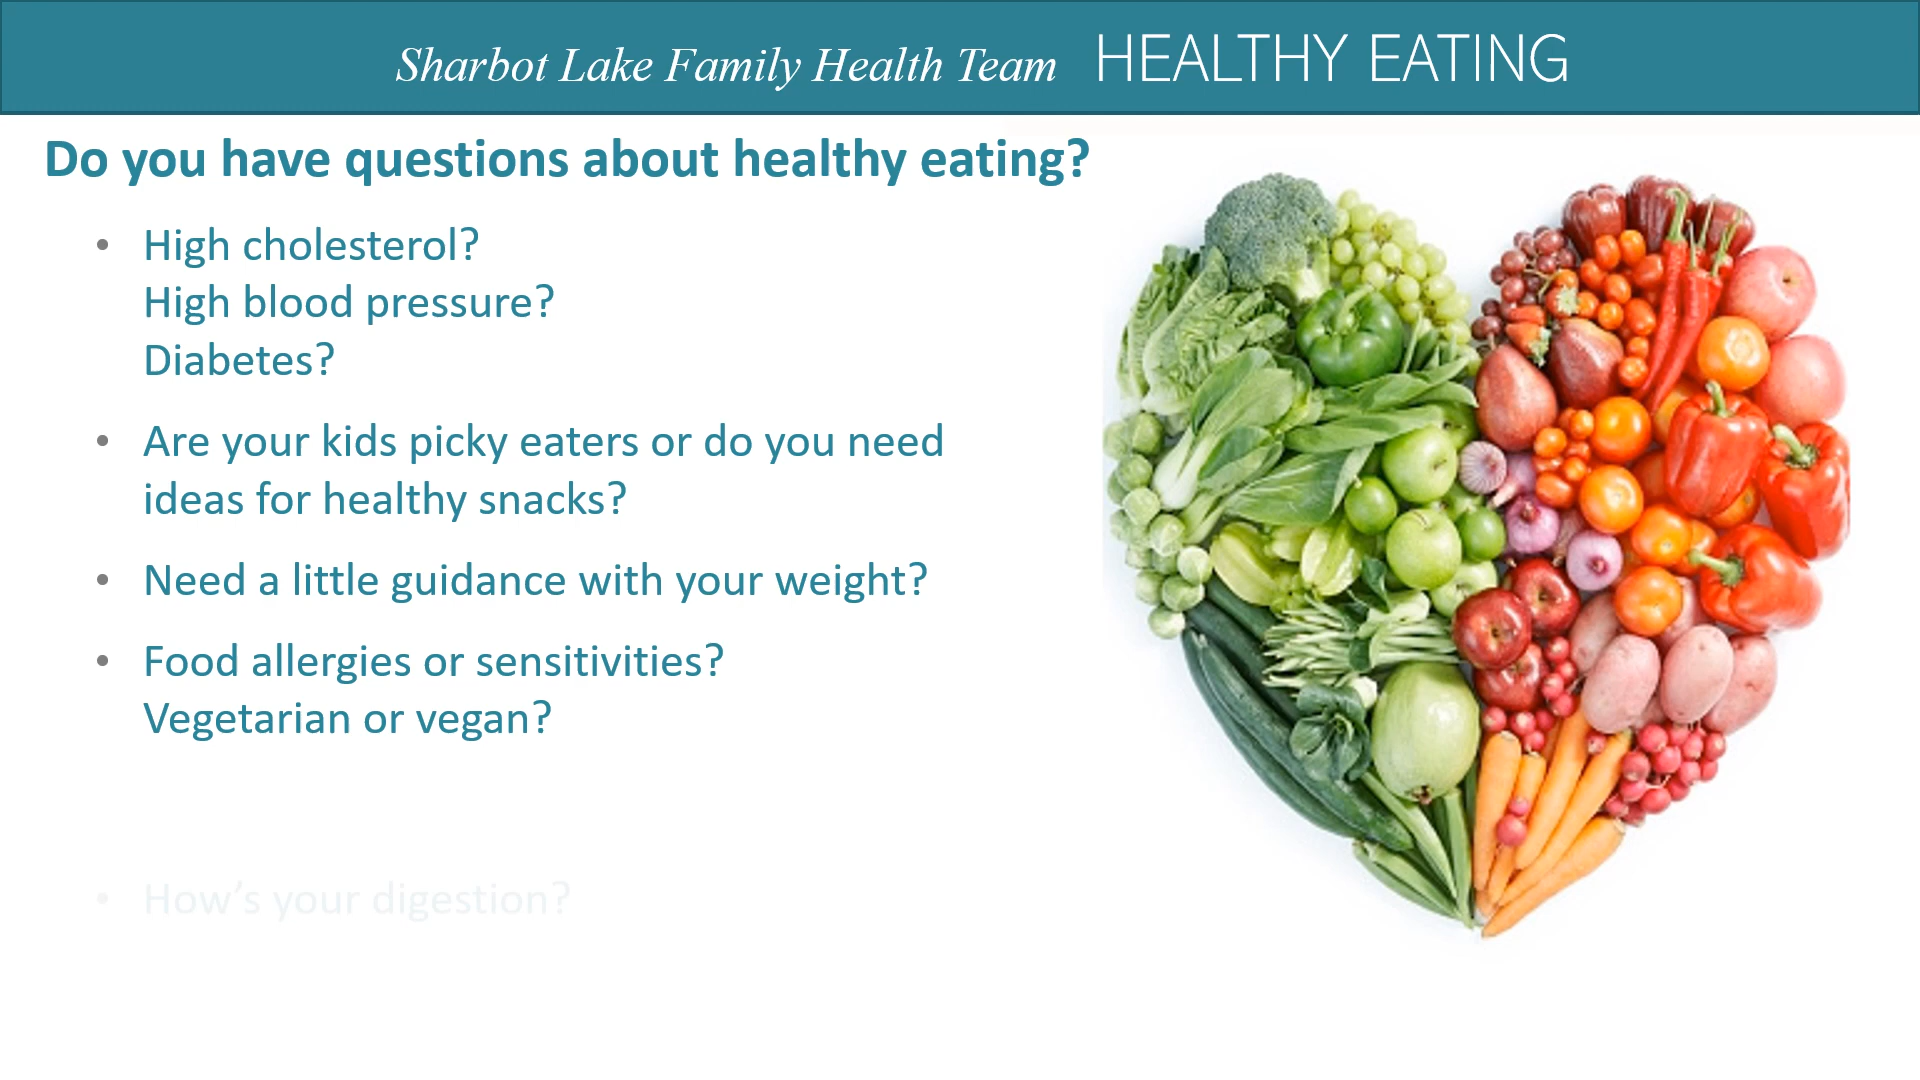 Sharbot Lake Family Health Team HEALTHY EATING
Do you have questions about healthy eating?
• High cholesterol?
High blood pressure?
Diabetes?
• Are your kids picky eaters or do you need
ideas for healthy snacks?
• Need a little guidance with your weight?
• Food allergies or sensitivities?
Vegetarian or vegan?
• How’s your digestion?